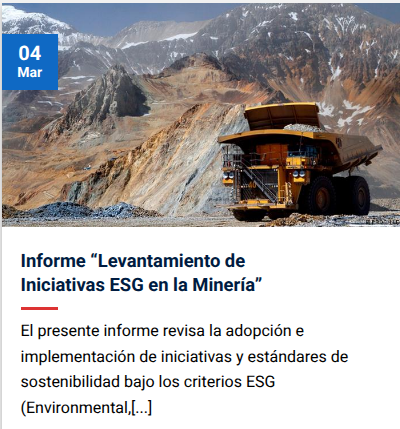 04
Mar
Informe “Levantamiento de
Iniciativas ESG en la Minería”
El presente informe revisa la adopción e
implementación de iniciativas y estándares de
sostenibilidad bajo los criterios ESG
(Environmental,[...]